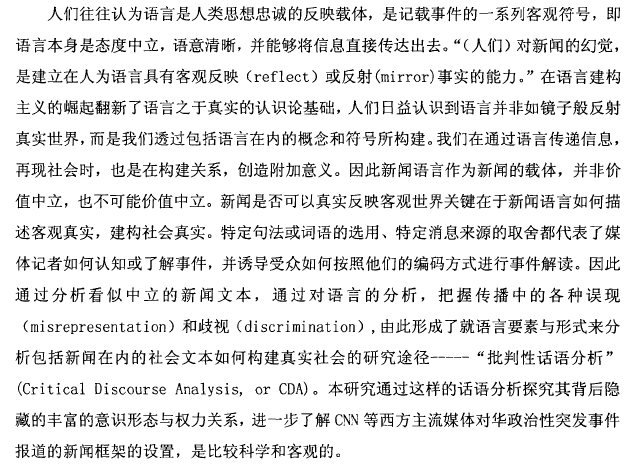 人们往往认为语言是人类思想忠诚的反映载体，是记载事件的一系列客观符号，即
语言本身是态度中立，语意清晰，并能够将信息直接传达出去。“（人们）对新闻的幻觉，
是建立在人为语言具有客观反映（reflect）或反射(mirror)事实的能力。”在语言建构
主义的崛起翻新了语言之于真实的认识论基础，人们日益认识到语言并非如镜子般反射
真实世界，而是我们透过包括语言在内的概念和符号所构建。我们在通过语言传递信息，
再现社会时，也是在构建关系，创造附加意义。因此新闻语言作为新闻的载体，并非价
值中立，也不可能价值中立。新闻是否可以真实反映客观世界关键在于新闻语言如何描
述客观真实，建构社会真实。特定句法或词语的选用、特定消息来源的取舍都代表了媒
体记者如何认知或了解事件，并诱导受众如何按照他们的编码方式进行事件解读。因此
通过分析看似中立的新闻文本，通过对语言的分析，把握传播中的各种误现
（misrepresentation）和歧视（discrimination）,由此形成了就语言要素与形式来分
析包括新闻在内的社会文本如何构建真实社会的研究途径-----“批判性话语分析”
(Critical Discourse Analysis, or CDA)。本研究通过这样的话语分析探究其背后隐
藏的丰富的意识形态与权力关系，进一步了解 CNN 等西方主流媒体对华政治性突发事件
报道的新闻框架的设置，是比较科学和客观的。